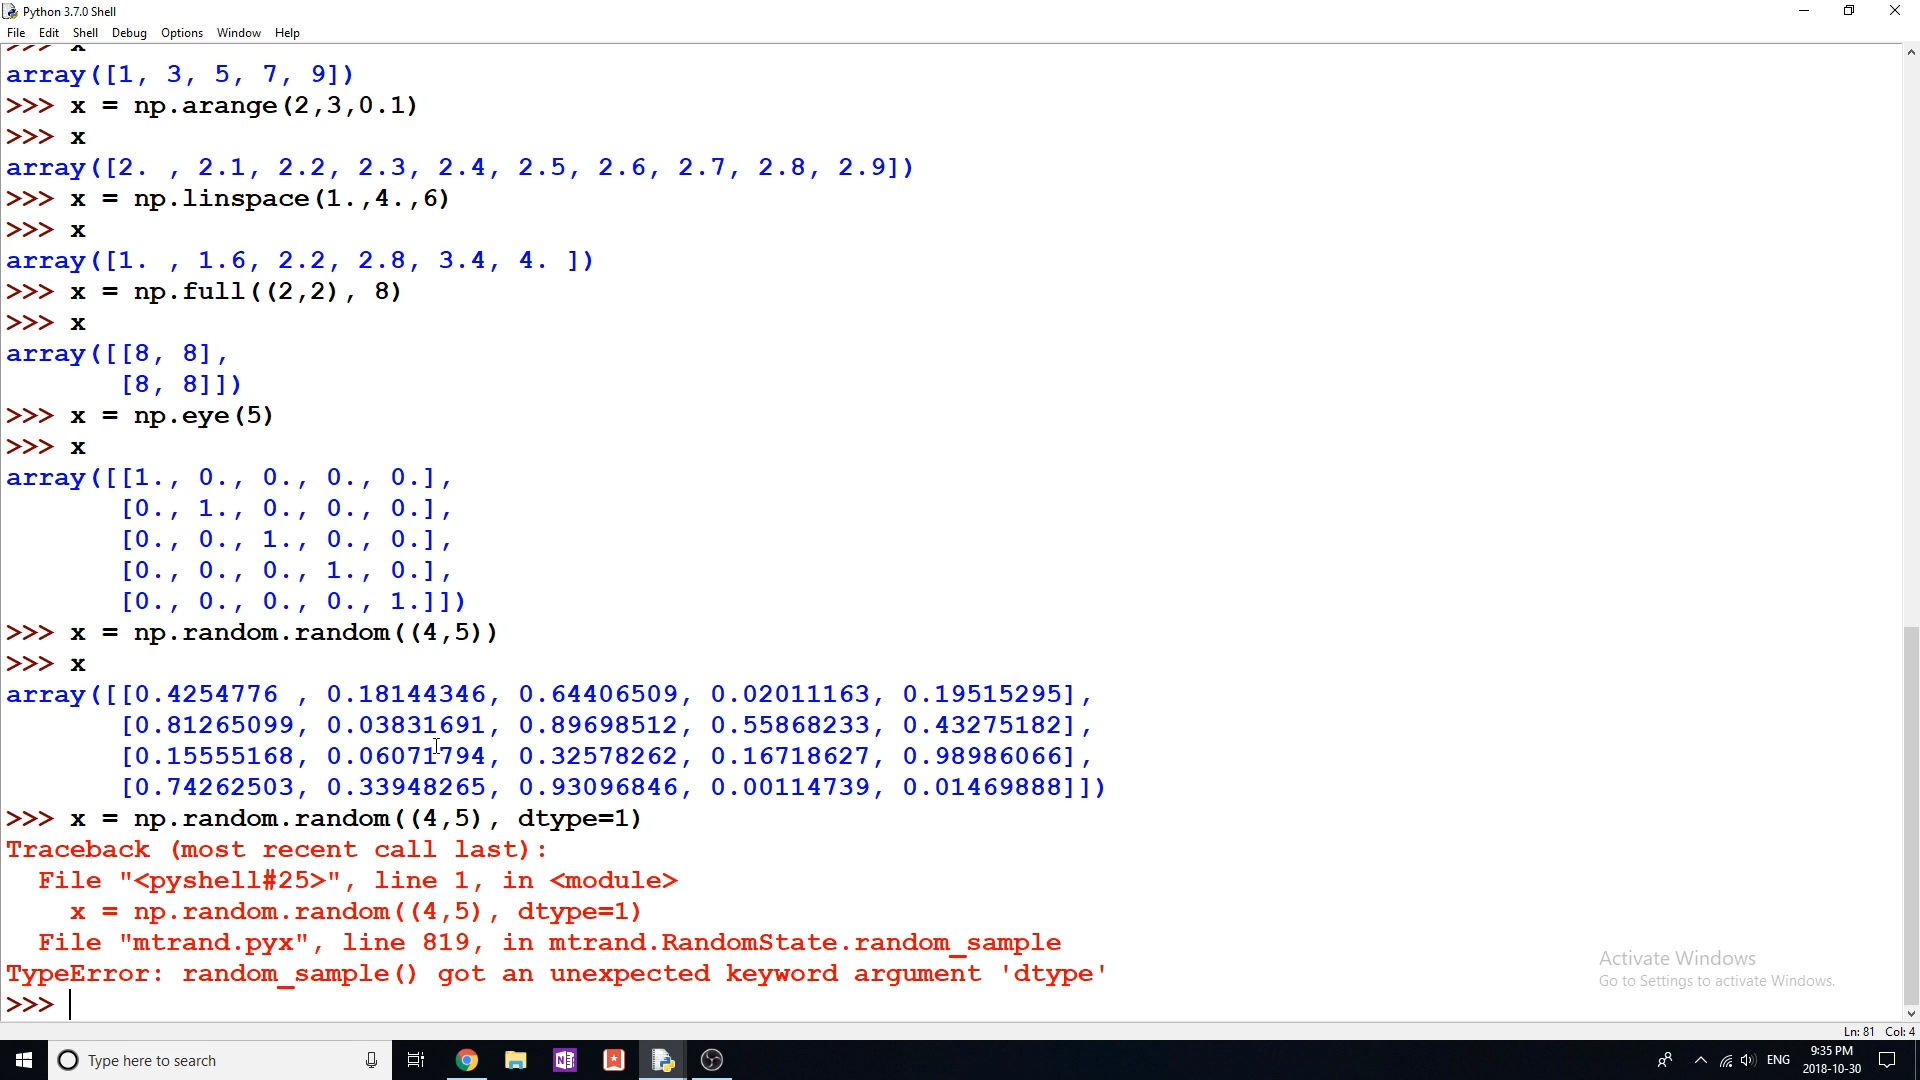 Python 3.7.0 Shell
File Edit Shell Debug Options Window Help
>>> x
array([1, 3, 5, 7, 9])
>>> x = np.arange(2,3,0.1)
>>> x
array([2. , 2.1, 2.2, 2.3, 2.4, 2.5, 2.6, 2.7, 2.8, 2.9])
>>> x = np.linspace(1.,4.,6)
>>> x
array([1. , 1.6, 2.2, 2.8, 3.4, 4. ])
>>> x = np.full((2,2), 8)
>>> x
array([[8, 8],
[8, 8]])
>>> x = np.eye(5)
>>> x
array([[1., 0., 0., 0., 0.],
[0., 1., 0., 0., 0.],
[0., 0., 1., 0., 0.],
[0., 0., 0., 1., 0.],
[0., 0., 0., 0., 1.]])
>>> x = np.random.random((4,5))
>>> x
array([[0.4254776 , 0.18144346, 0.64406509, 0.02011163, 0.19515295],
[0.81265099, 0.03831691, 0.89698512, 0.55868233, 0.43275182],
[0.15555168, 0.06071794, 0.32578262, 0.16718627, 0.98986066],
[0.74262503, 0.33948265, 0.93096846, 0.00114739, 0.01469888]])
>>> x = np.random.random((4,5), dtype=1)
Traceback (most recent call last):
File "<pyshell#25>", line 1, in <module>
x = np.random.random((4,5), dtype=1)
File "mtrand.pyx", line 819, in mtrand.RandomState.random_sample
TypeError: random_sample() got an unexpected keyword argument 'dtype'
>>>
Activate Windows
Go to Settings to activate Windows.
Ln: 81 Col: 4
Type here to search
ENG
9:35 PM
2018-10-30